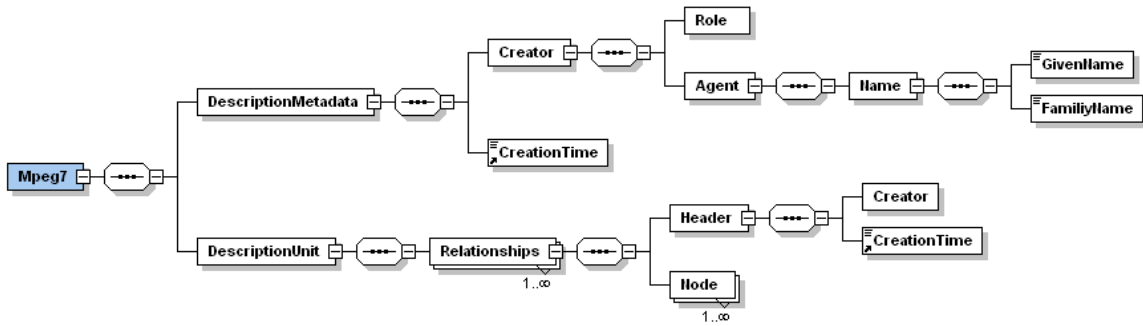 Mpeg7
DescriptionMetadata
Creator
Role
Agent
Name
GivenName
FamiliyName
CreationTime
DescriptionUnit
Relationships
1..∞
Header
Creator
CreationTime
Node
1..∞